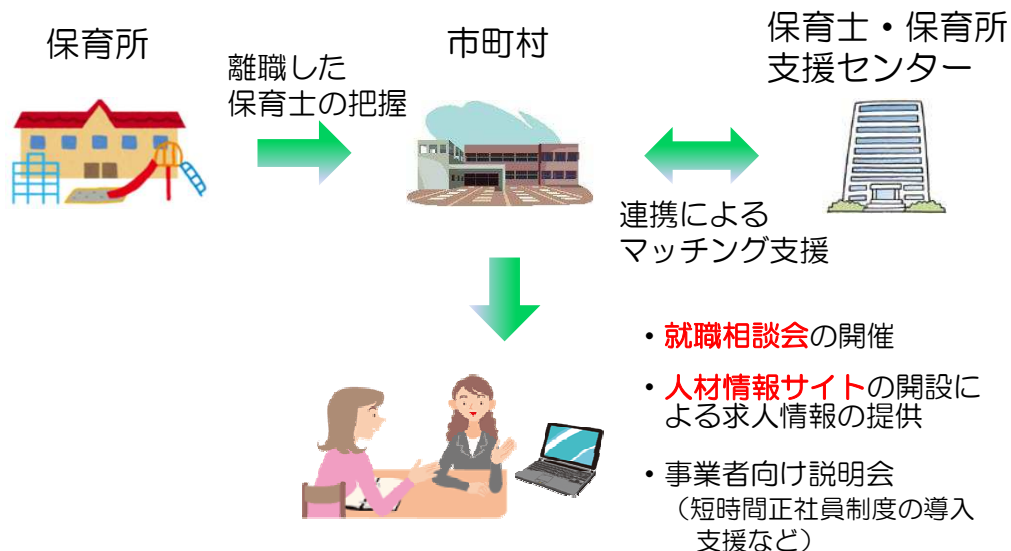 保育所
離職した
保育士の把握
市町村
保育士・保育所
支援センター
連携による
マッチング支援
・就職相談会の開催
・人材情報サイトの開設に
よる求人情報の提供
・事業者向け説明会
（短時間正社員制度の導入
支援など）